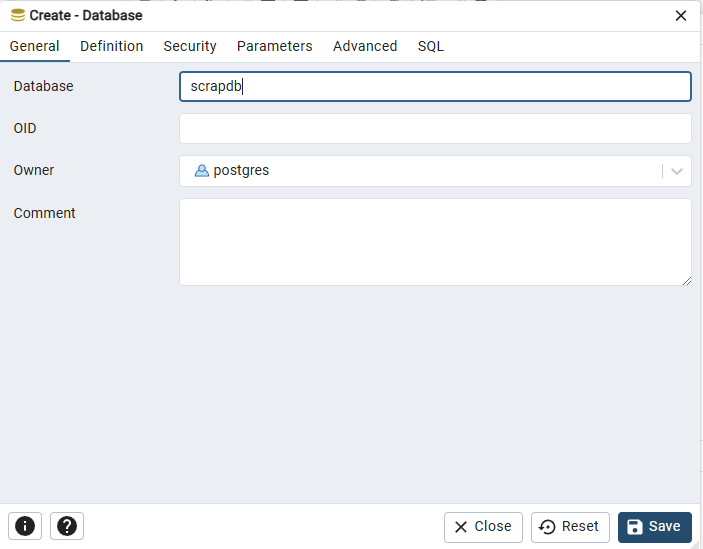 Create - Database
General Definition Security Parameters Advanced SQL
Database scrapdb
OID
Owner postgres
Comment
Close Reset Save